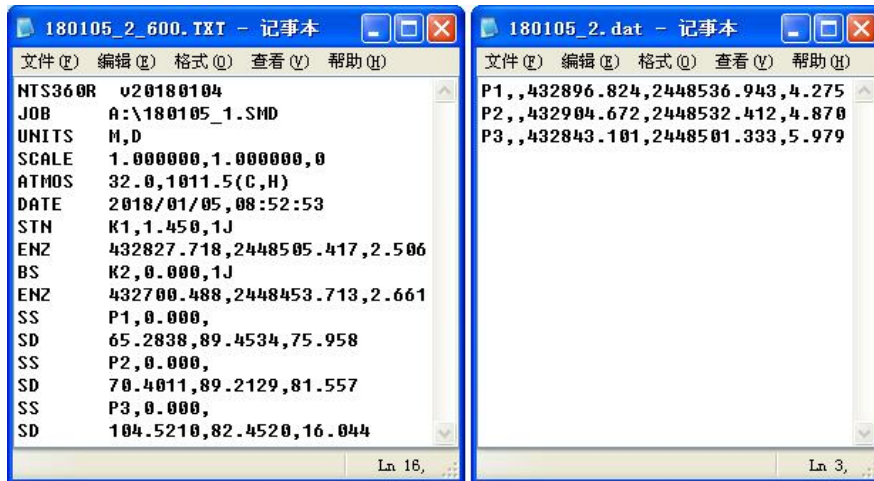 180105_2_600.TXT - 记事本
文件(F) 编辑(E) 格式(O) 查看(V) 帮助(H)
NTS360R v20180104
JOB A:\180105_1.SMD
UNITS M,D
SCALE 1.000000,1.000000,0
ATMOS 32.0,1011.5(C,H)
DATE 2018/01/05,08:52:53
STN K1,1.450,1J
ENZ 432827.718,2448505.417,2.506
BS K2,0.000,1J
ENZ 432700.488,2448453.713,2.661
SS P1,0.000,
SD 65.2838,89.4534,75.958
SS P2,0.000,
SD 70.4011,89.2129,81.557
SS P3,0.000,
SD 104.5210,82.4520,16.044
Ln 16,
180105_2.dat - 记事本
文件(F) 编辑(E) 格式(O) 查看(V) 帮助(H)
P1,,432896.824,2448536.943,4.275
P2,,432904.672,2448532.412,4.870
P3,,432843.101,2448501.333,5.979
Ln 3,